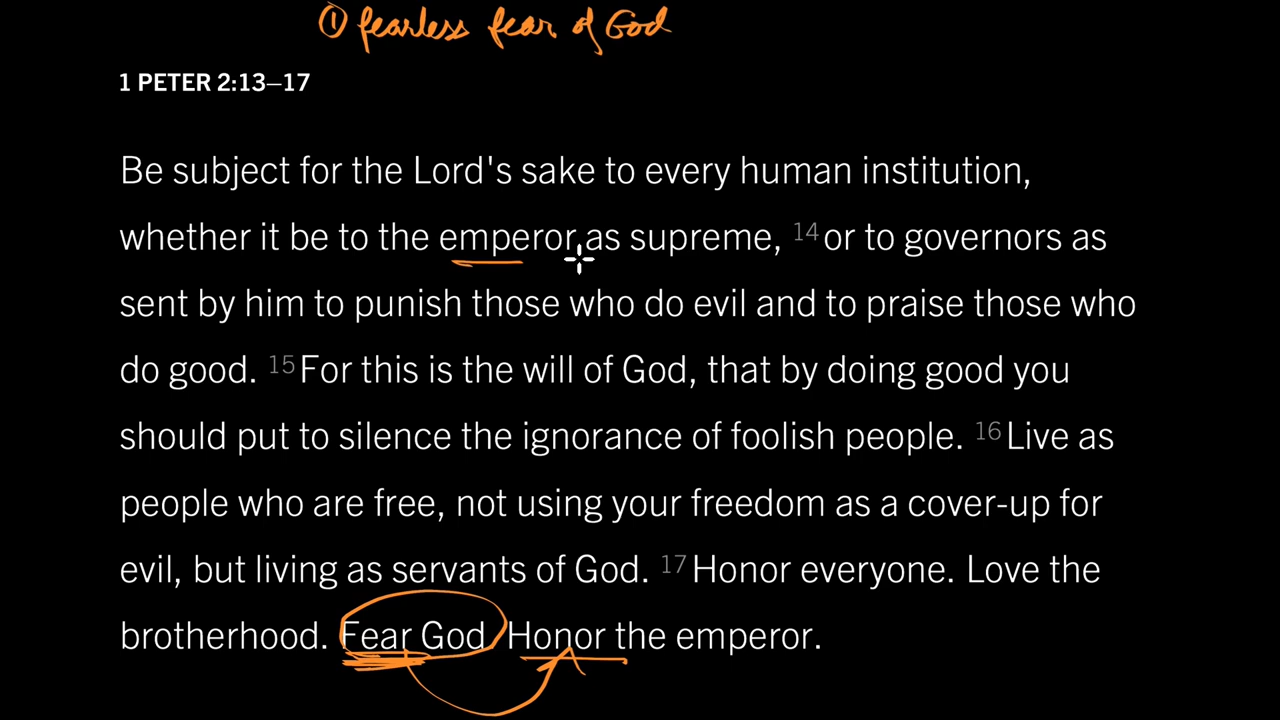 ① fearless fear of God
1 PETER 2:13–17
Be subject for the Lord's sake to every human institution,
whether it be to the emperor as supreme, 14 or to governors as
sent by him to punish those who do evil and to praise those who
do good. 15 For this is the will of God, that by doing good you
should put to silence the ignorance of foolish people. 16 Live as
people who are free, not using your freedom as a cover-up for
evil, but living as servants of God. 17 Honor everyone. Love the
brotherhood. Fear God. Honor the emperor.